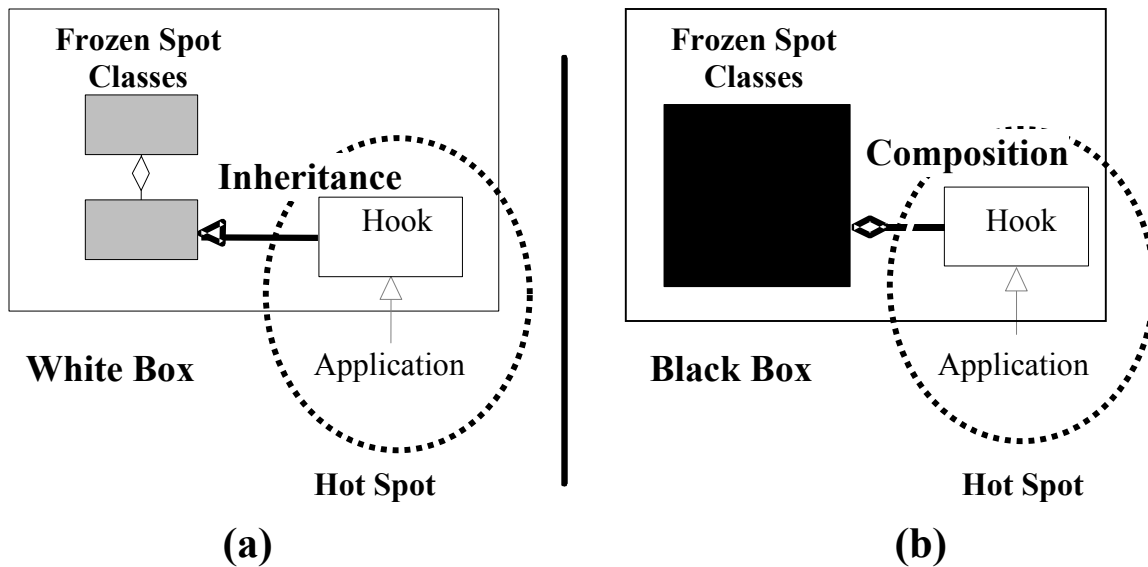 Frozen Spot
Classes
Inheritance
Hook
White Box
Application
Hot Spot
(a)
Frozen Spot
Classes
Composition
Hook
Black Box
Application
Hot Spot
(b)